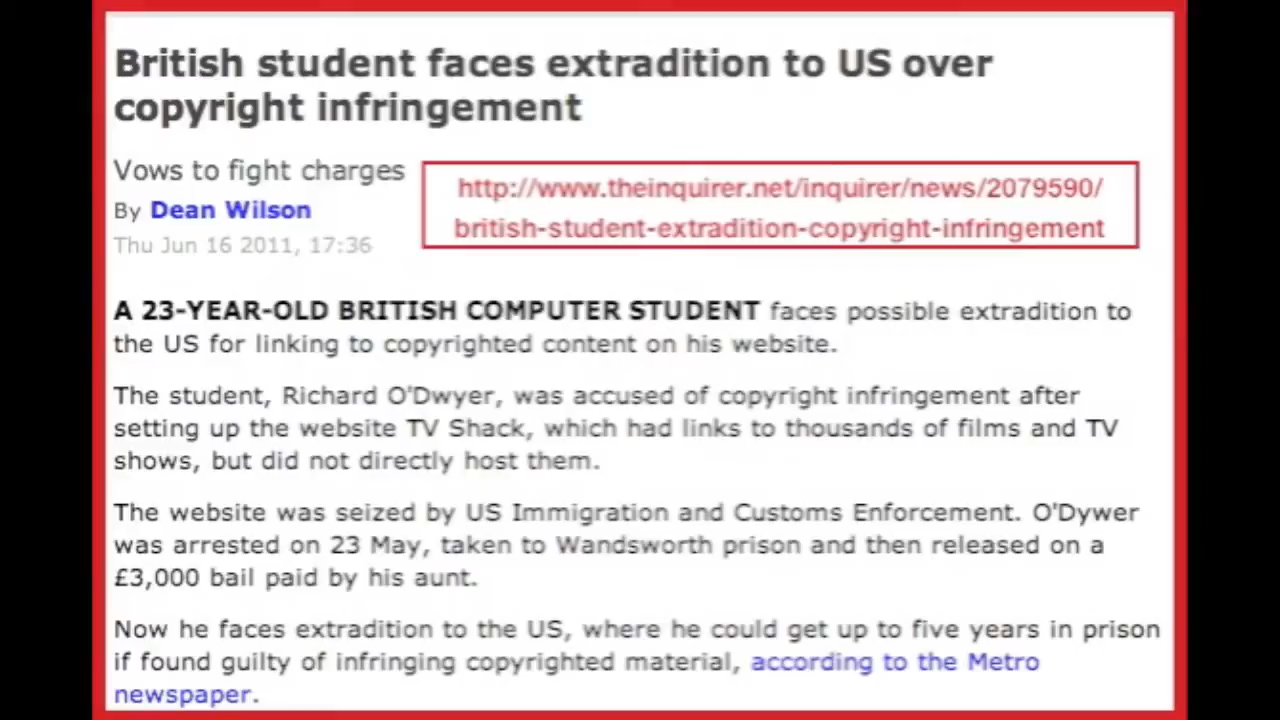 British student faces extradition to US over
copyright infringement
Vows to fight charges
By Dean Wilson
Thu Jun 16 2011, 17:36
http://www.theinquirer.net/inquirer/news/2079590/
british-student-extradition-copyright-infringement
A 23-YEAR-OLD BRITISH COMPUTER STUDENT faces possible extradition to
the US for linking to copyrighted content on his website.
The student, Richard O'Dwyer, was accused of copyright infringement after
setting up the website TV Shack, which had links to thousands of films and TV
shows, but did not directly host them.
The website was seized by US Immigration and Customs Enforcement. O'Dywer
was arrested on 23 May, taken to Wandsworth prison and then released on a
£3,000 bail paid by his aunt.
Now he faces extradition to the US, where he could get up to five years in prison
if found guilty of infringing copyrighted material, according to the Metro
newspaper.